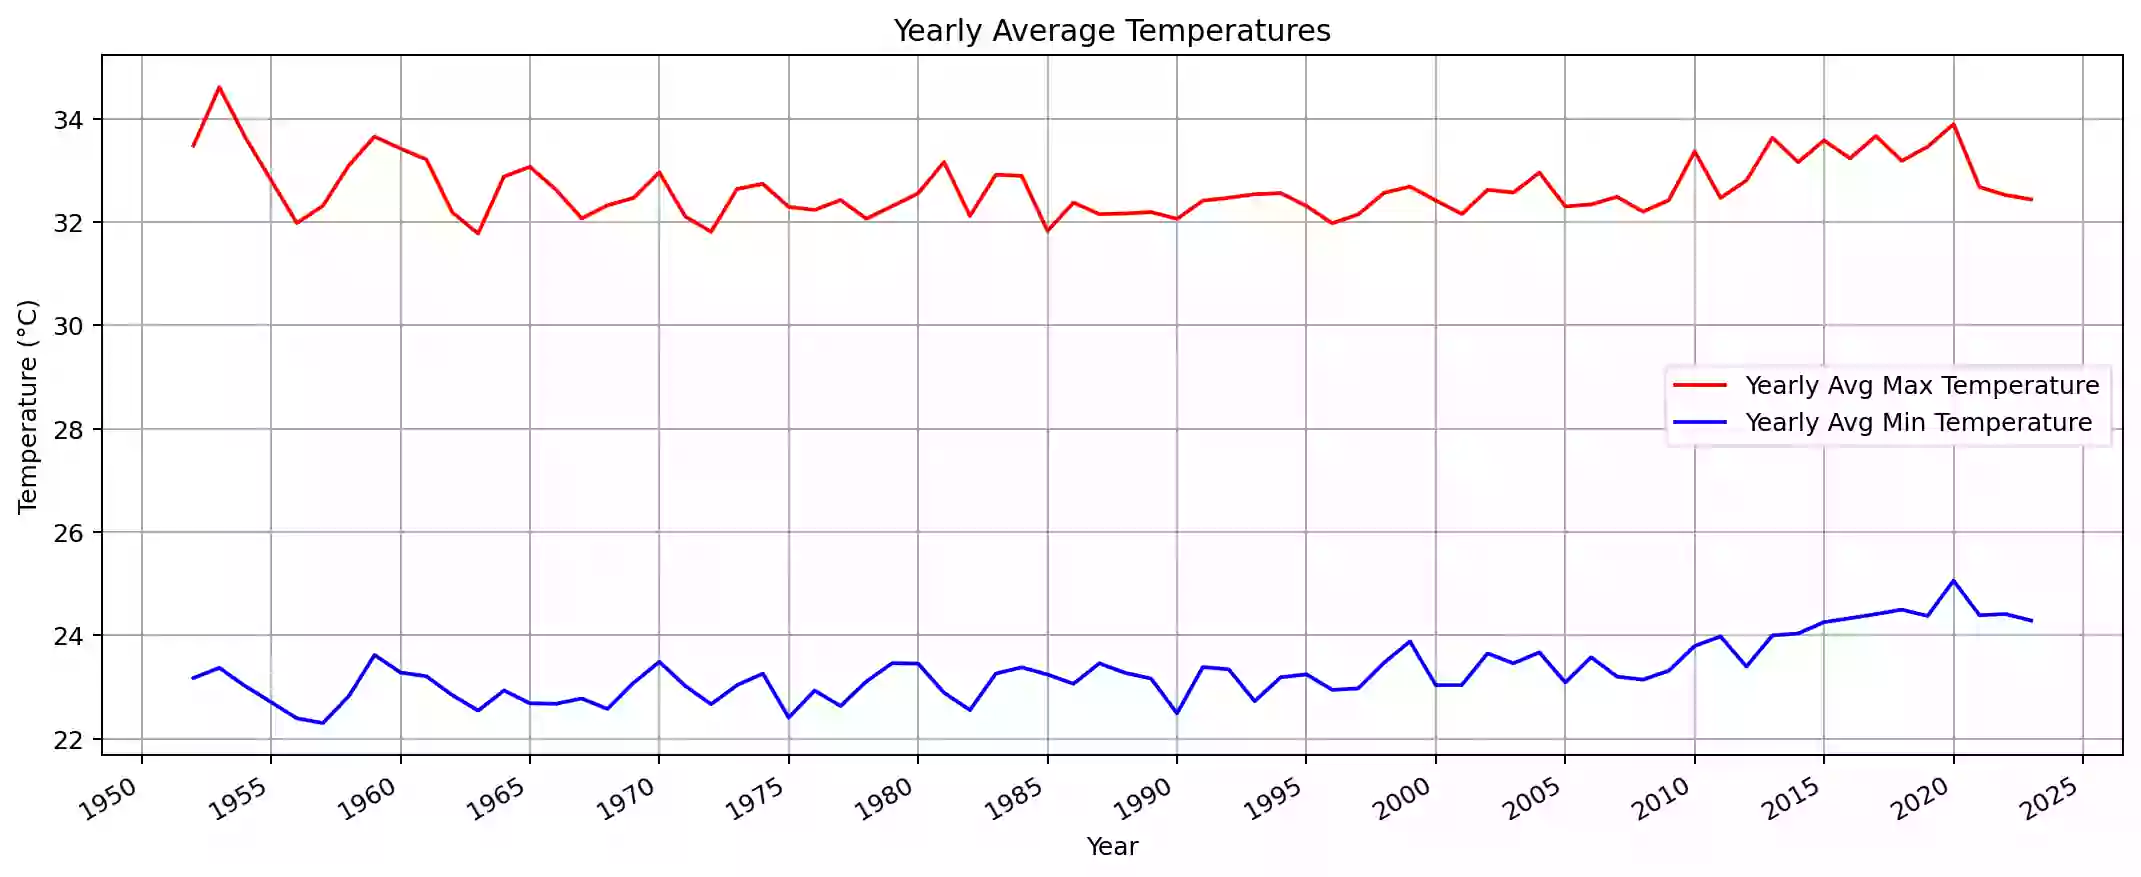 Yearly Average Temperatures
34
32
30
28
26
24
22
Temperature (°C)
Yearly Avg Max Temperature
Yearly Avg Min Temperature
1950 1955 1960 1965 1970 1975 1980 1985 1990 1995 2000 2005 2010 2015 2020 2025
Year